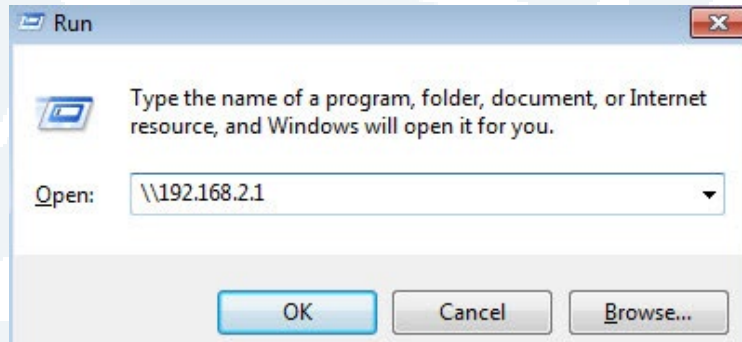 Run
Type the name of a program, folder, document, or Internet
resource, and Windows will open it for you.
Open: \\192.168.2.1
OK Cancel Browse...